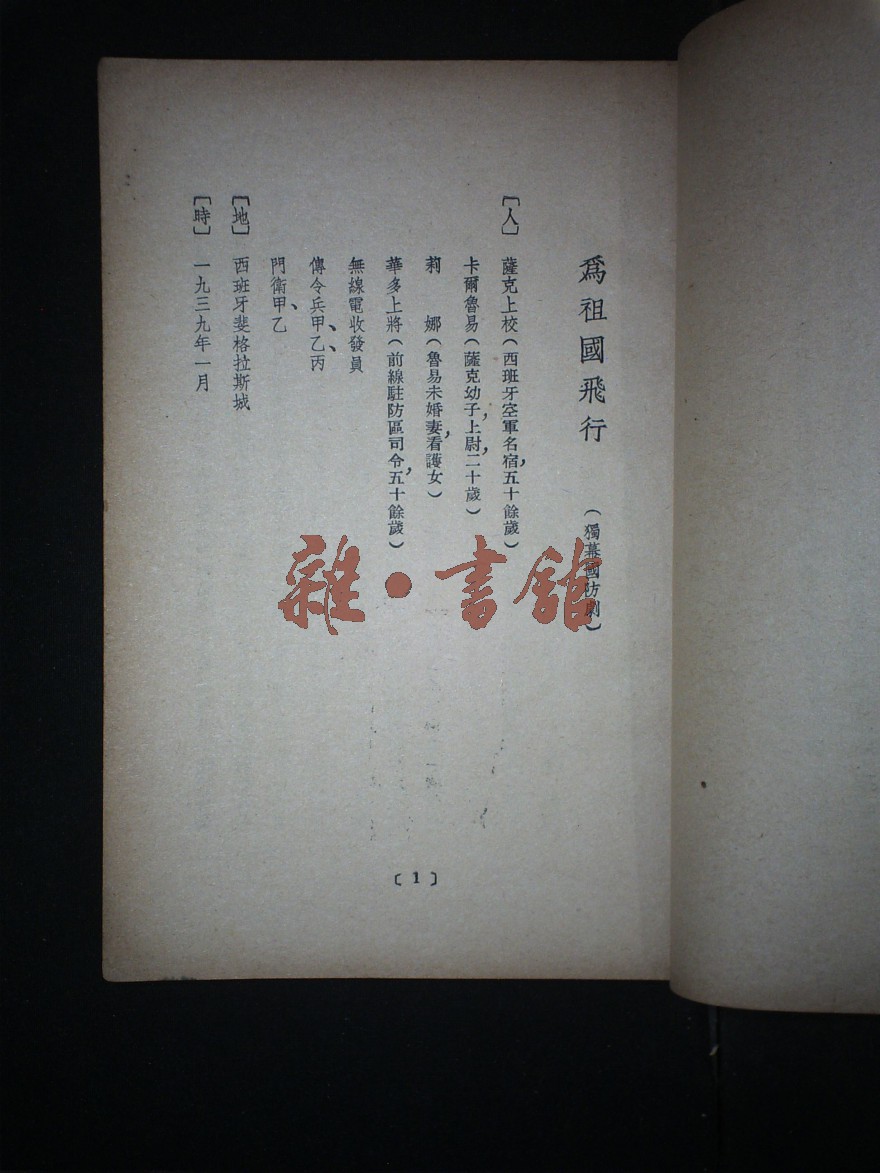 爲祖國飛行 (獨幕國防劇)
〔人〕 薩克上校(西班牙空軍名宿,五十餘歲)
卡爾魯易(薩克幼子,上尉,二十歲)
莉 娜(魯易未婚妻,看護女)
華多上將(前線駐防區司令,五十餘歲)
無線電收發員
傳令兵甲、乙、丙
門衛甲、乙
〔地〕 西班牙斐格拉斯城
〔時〕 一九三九年一月
〔1〕
雜·書館